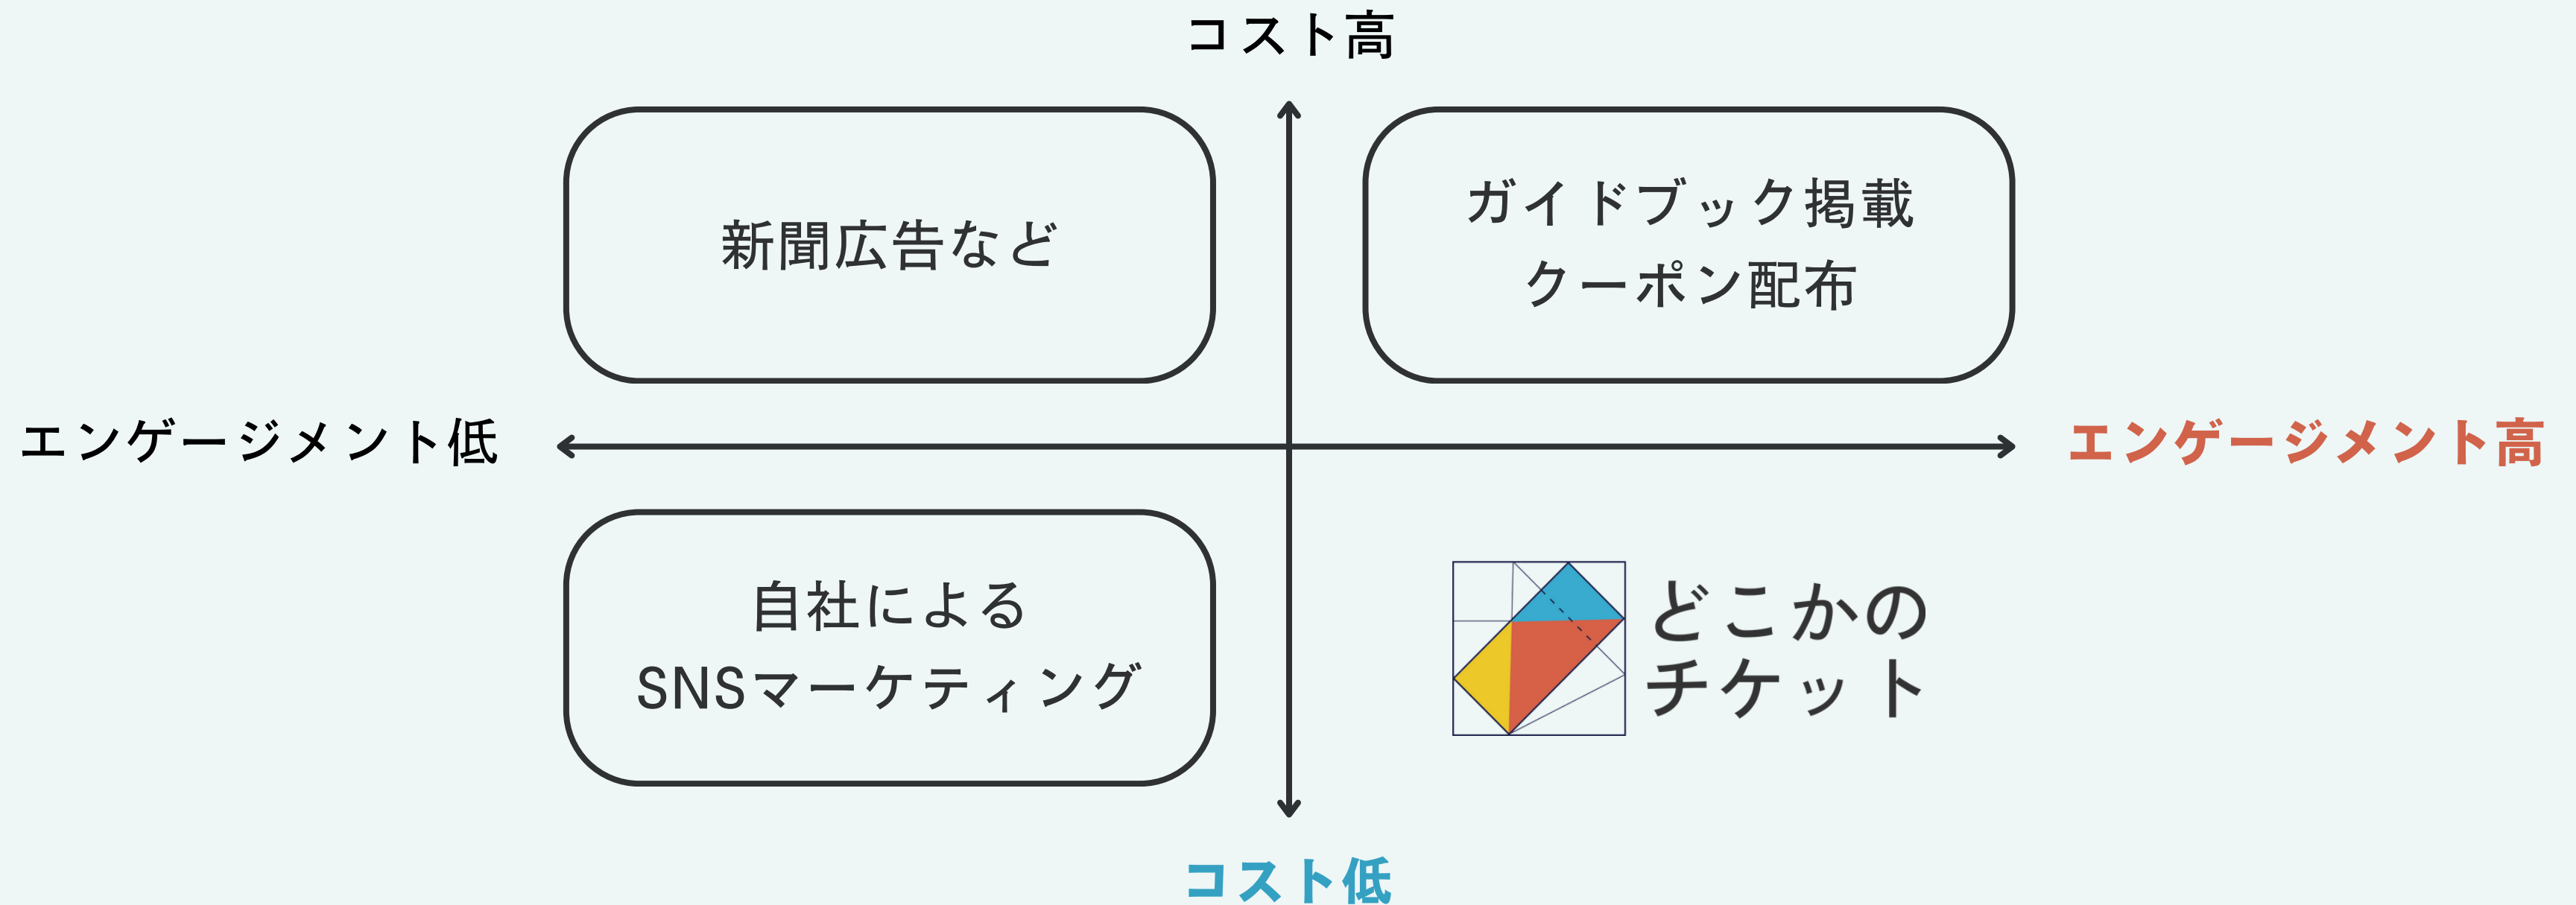 コスト高
新聞広告など
ガイドブック掲載
クーポン配布
エンゲージメント低
エンゲージメント高
自社による
SNSマーケティング
どこかの
チケット
コスト低